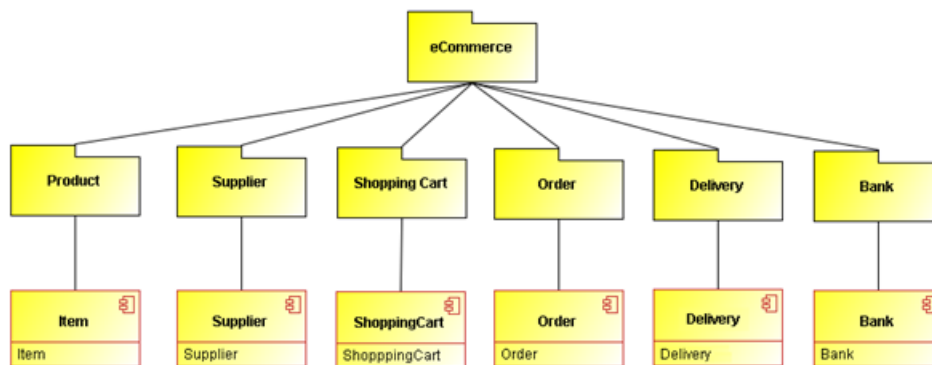 eCommerce
Product
Supplier
Shopping Cart
Order
Delivery
Bank
Item
Supplier
ShoppingCart
Order
Delivery
Bank
Item
Supplier
ShopppingCart
Order
Delivery
Bank